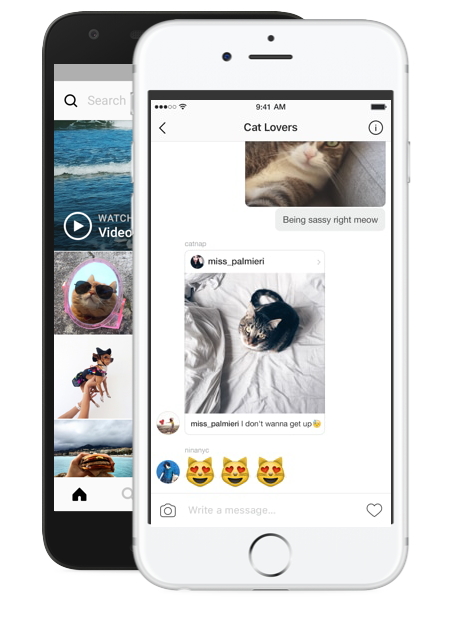 Search
WATCH
Video
9:41 AM
Cat Lovers
Being sassy right meow
catnap
miss_palmieri
miss_palmieri I don't wanna get up😉
mnanyc
😻😻😻
Write a message...